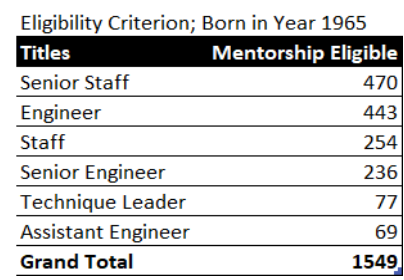 Eligibility Criterion; Born in Year 1965
Titles Mentorship Eligible
Senior Staff 470
Engineer 443
Staff 254
Senior Engineer 236
Technique Leader 77
Assistant Engineer 69
Grand Total 1549